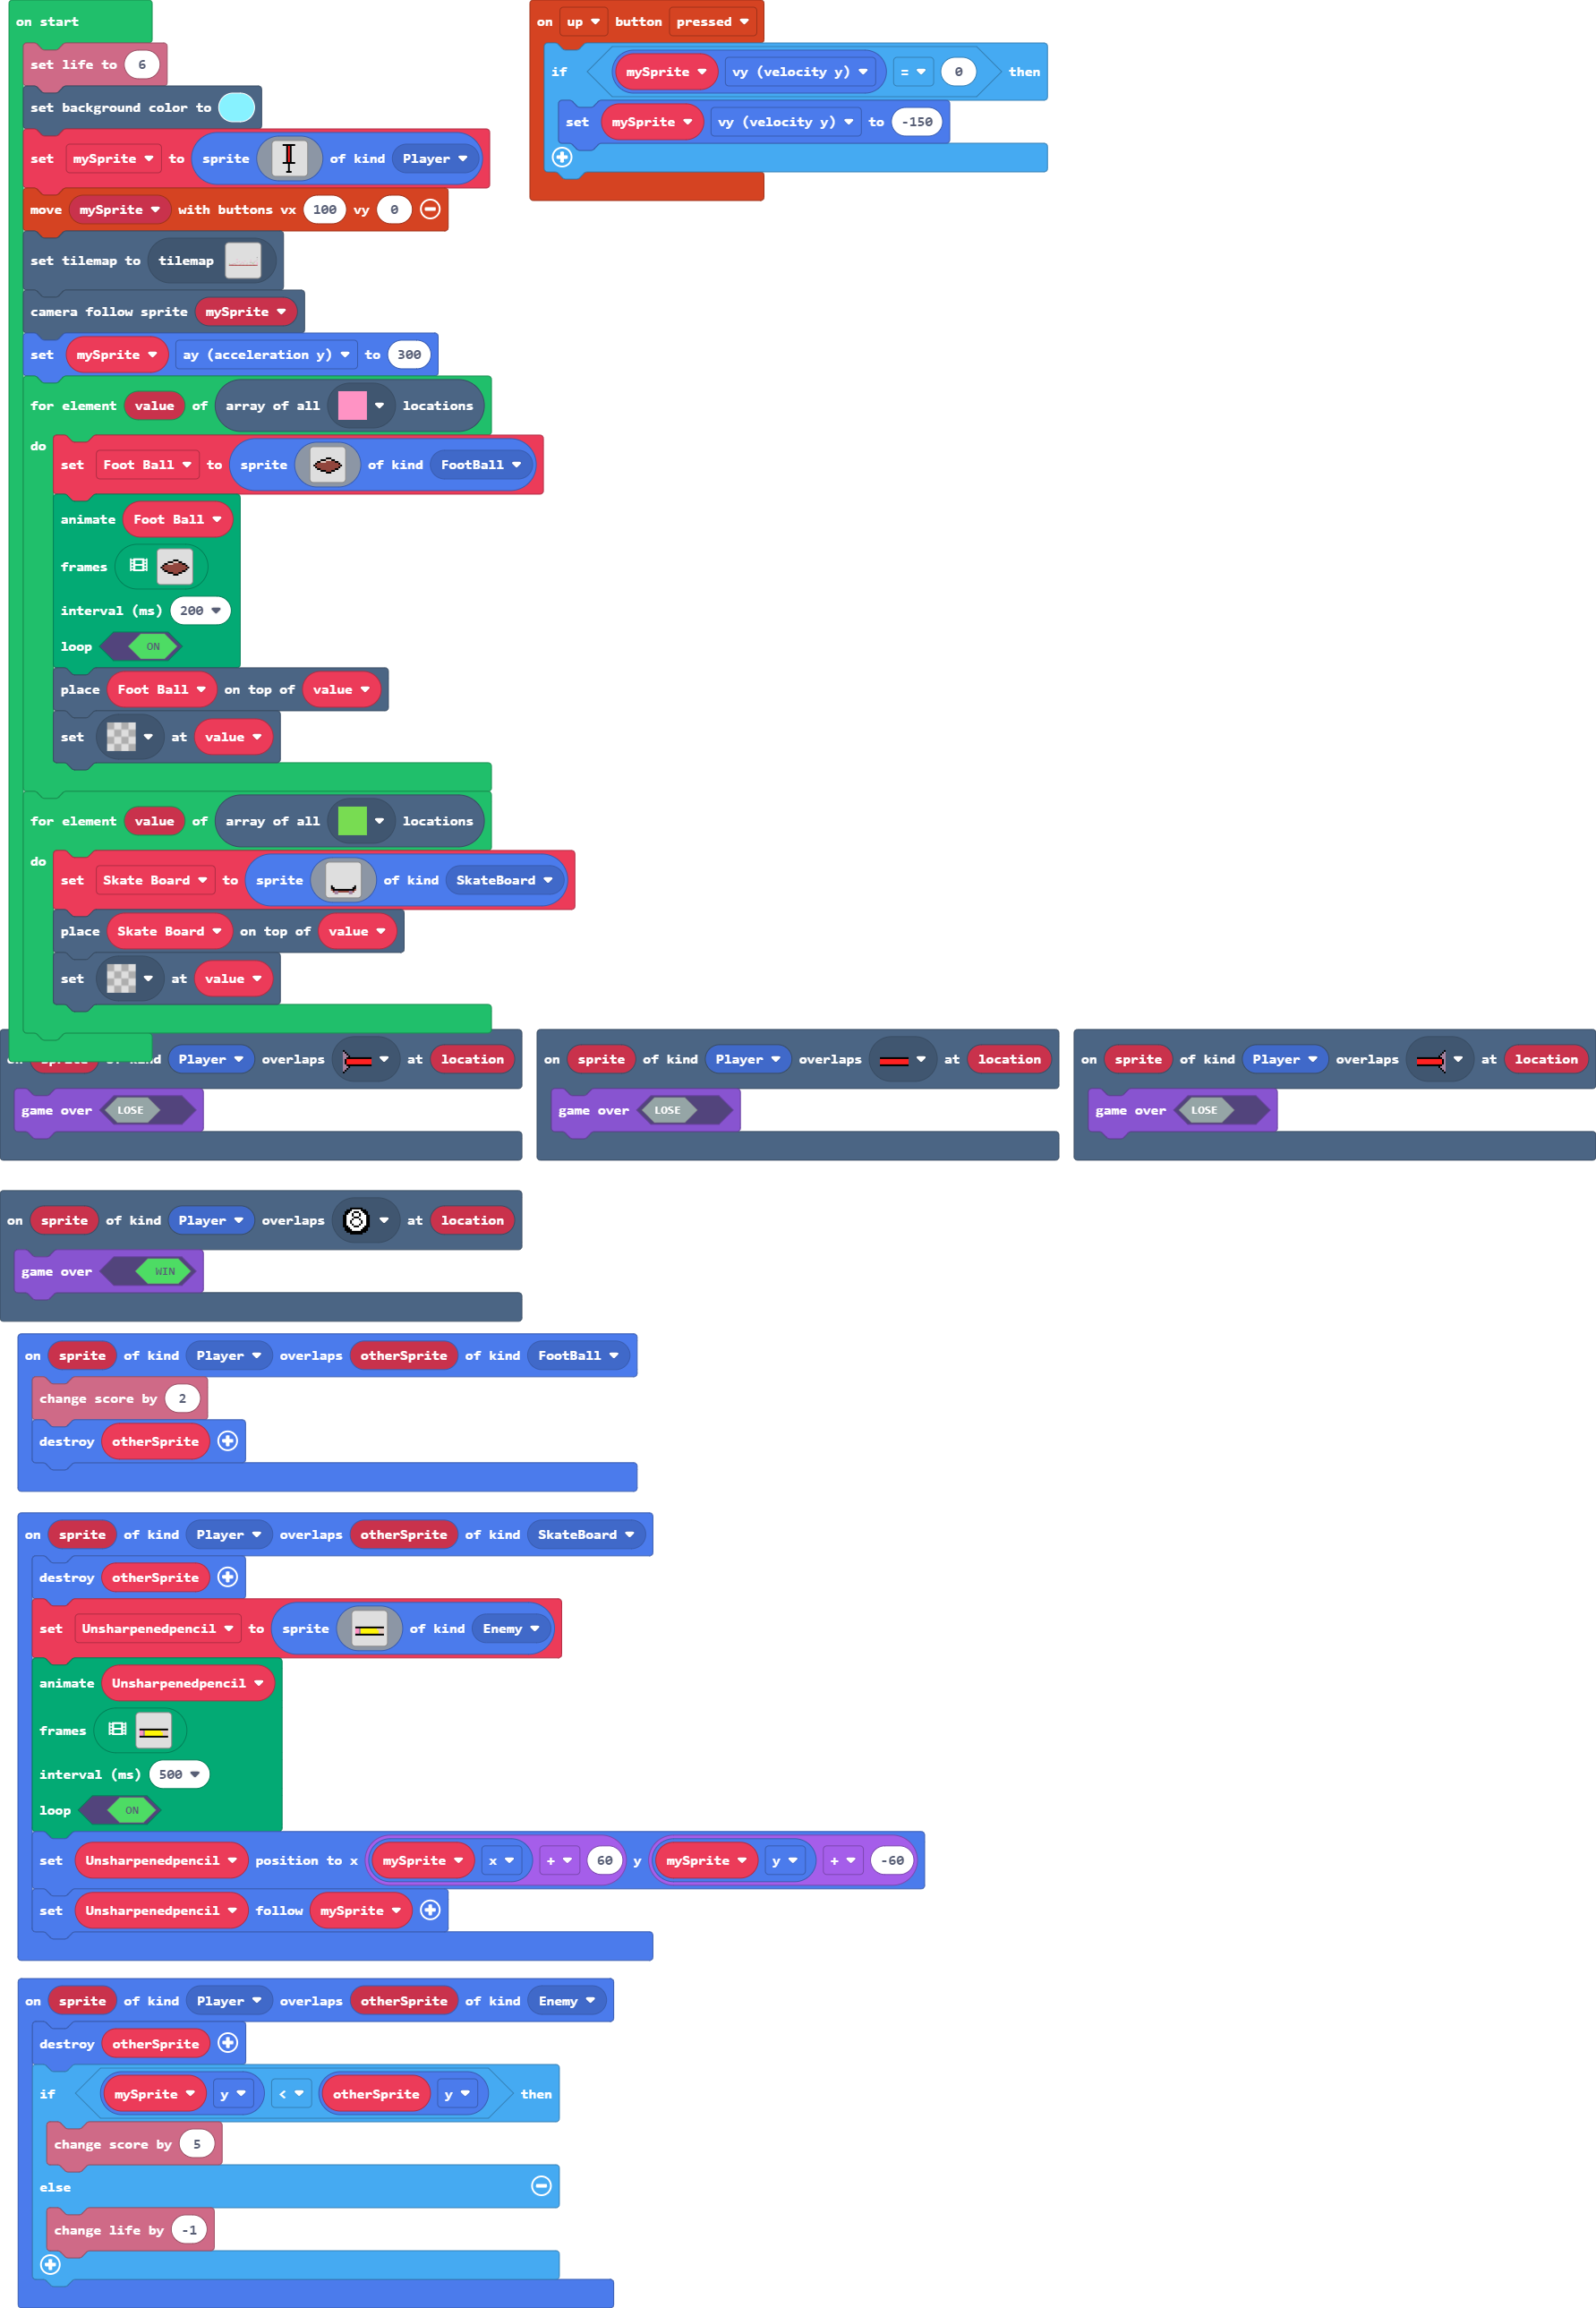 on start
set life to 6
set background color to
set mySprite to sprite of kind Player
move mySprite with buttons vx 100 vy 0
set tilemap to tilemap
camera follow sprite mySprite
set mySprite ay (acceleration y) to 300
for element value of array of all locations
do
set Foot Ball to sprite of kind FootBall
animate Foot Ball
frames
interval (ms) 200
loop ON
place Foot Ball on top of value
set at value
for element value of array of all locations
do
set Skate Board to sprite of kind SkateBoard
place Skate Board on top of value
set at value
on up button pressed
if mySprite vy (velocity y) = 0 then
set mySprite vy (velocity y) to -150
Player overlaps at location
game over LOSE
on sprite of kind Player overlaps at location
game over LOSE
on sprite of kind Player overlaps at location
game over LOSE
on sprite of kind Player overlaps 8 at location
game over WIN
on sprite of kind Player overlaps otherSprite of kind FootBall
change score by 2
destroy otherSprite
on sprite of kind Player overlaps otherSprite of kind SkateBoard
destroy otherSprite
set Unsharpenedpencil to sprite of kind Enemy
animate Unsharpenedpencil
frames
interval (ms) 500
loop ON
set Unsharpenedpencil position to x mySprite x + 60 y mySprite y + -60
set Unsharpenedpencil follow mySprite
on sprite of kind Player overlaps otherSprite of kind Enemy
destroy otherSprite
if mySprite y < otherSprite y then
change score by 5
else
change life by -1